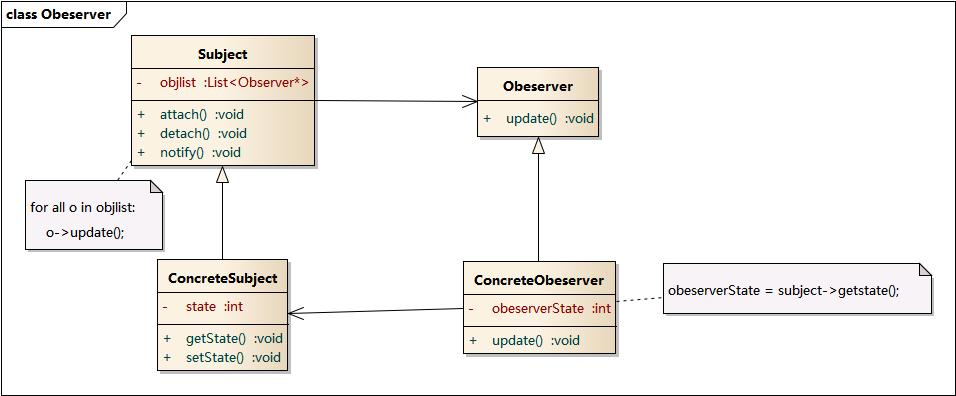 class Obeserver
Subject
- objlist :List<Observer*>
+ attach() :void
+ detach() :void
+ notify() :void
Obeserver
+ update() :void
for all o in objlist:
o->update();
ConcreteSubject
- state :int
+ getState() :void
+ setState() :void
ConcreteObeserver
- obeserverState :int
+ update() :void
obeserverState = subject->getstate();